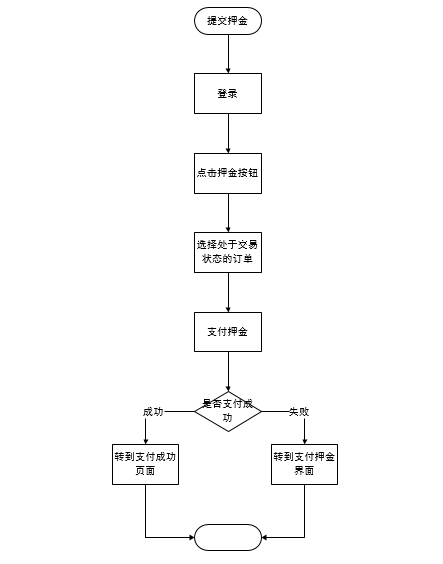 提交押金
登录
点击押金按钮
选择处于交易
状态的订单
支付押金
是否支付成
功
成功
失败
转到支付成功
页面
转到支付押金
界面